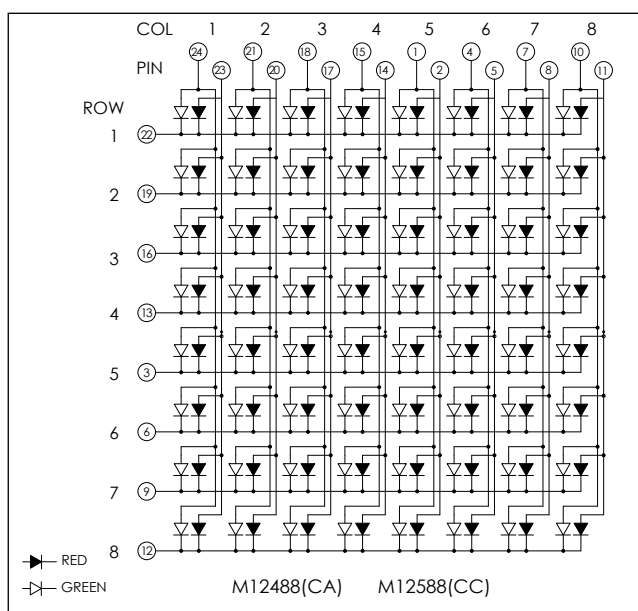 COL 1 2 3 4 5 6 7 8
24 21 18 15 1 4 7 10
PIN 23 20 17 14 2 5 8 11
ROW
1 22
2 19
3 16
4 13
5 3
6 6
7 9
8 12
RED
GREEN
M12488(CA) M12588(CC)